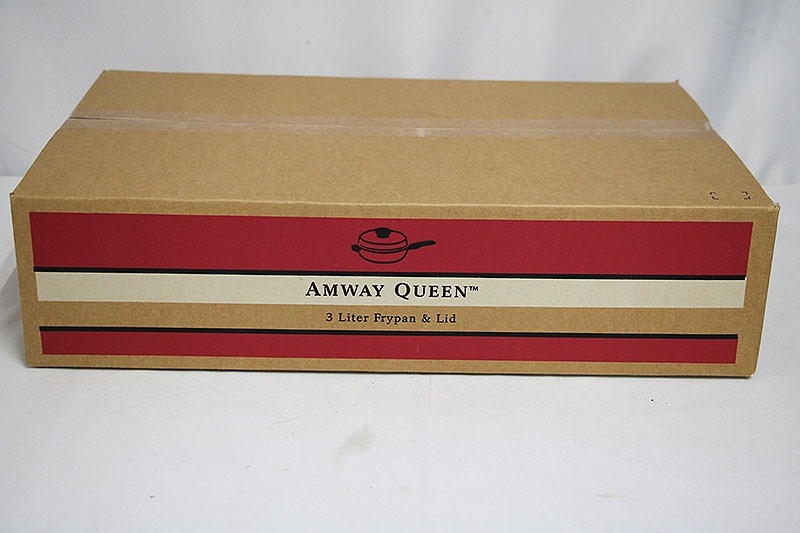 AMWAY QUEEN™
3 Liter Frypan & Lid